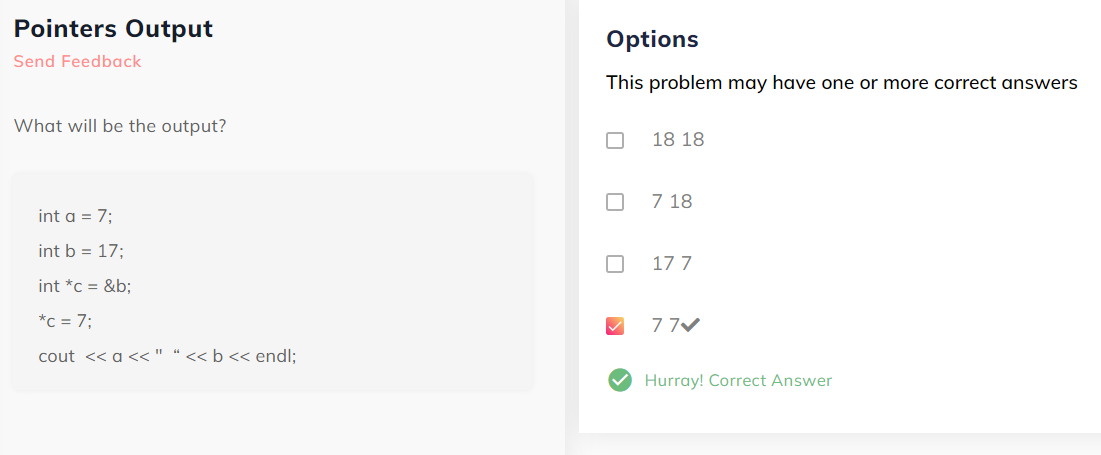 Pointers Output
Send Feedback
What will be the output?
int a = 7;
int b = 17;
int *c = &b;
*c = 7;
cout  << a << "  “ << b << endl;
Options
This problem may have one or more correct answers
18 18
7 18
17 7
7 7
Hurray! Correct Answer